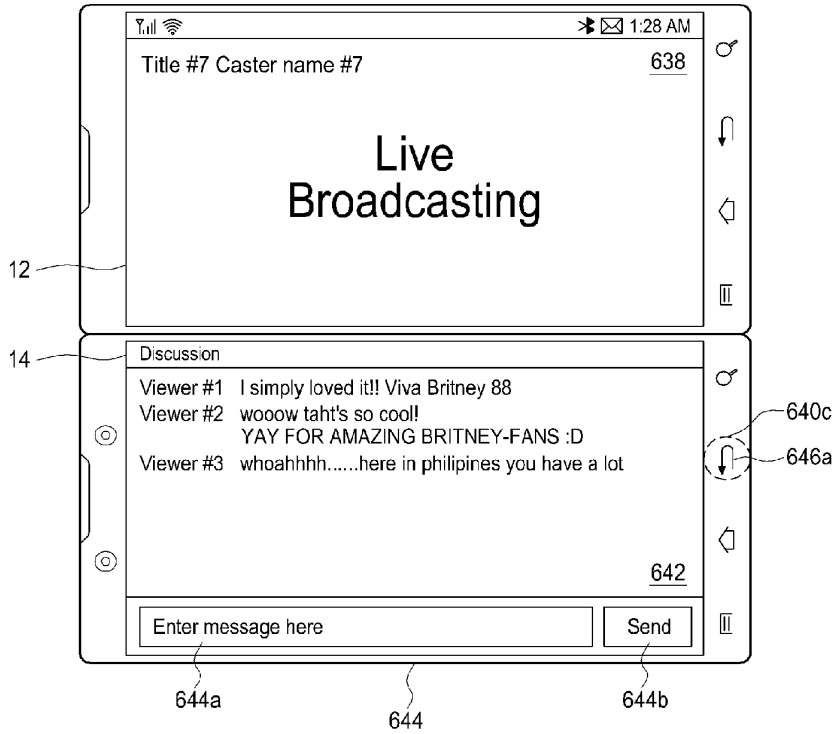 1:28 AM
Title #7 Caster name #7 638
Live
Broadcasting
12
14
Discussion
Viewer #1 I simply loved it!! Viva Britney 88
Viewer #2 wooow taht's so cool!
YAY FOR AMAZING BRITNEY-FANS :D
640c
Viewer #3 whoahhhh......here in philipines you have a lot
646a
642
Enter message here Send
644a
644
644b